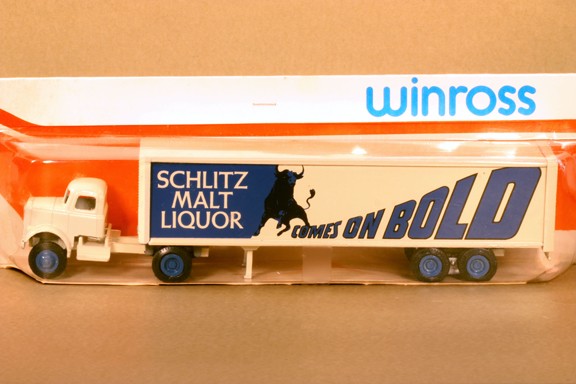 winross
SCHLITZ
MALT
LIQUOR
COMES ON BOLD